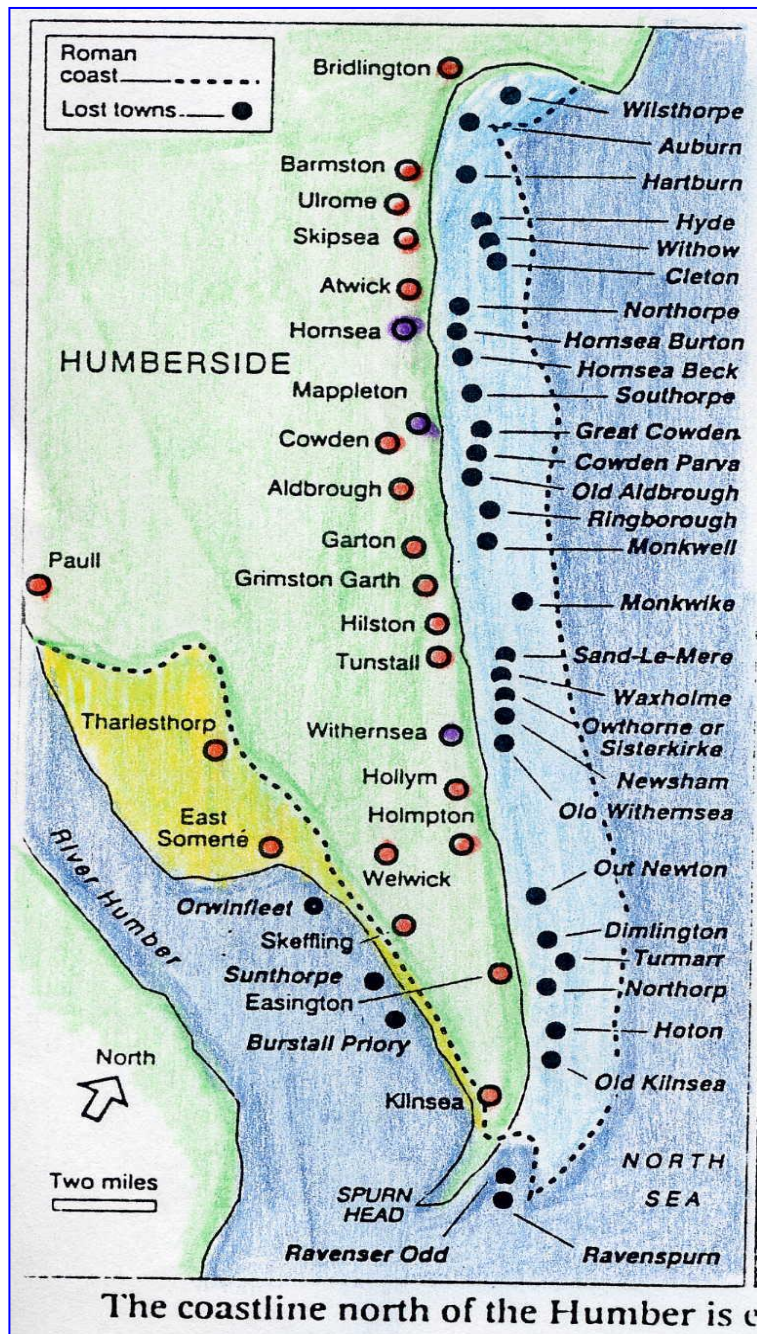 Roman
coast
Lost towns
Bridlington
Wilsthorpe
Auburn
Barmston
Hartburn
Ulrome
Hyde
Skipsea
Withow
Cleton
Atwick
Northorpe
Hornsea
Hornsea Burton
Hornsea Beck
HUMBERSIDE
Mappleton
Southorpe
Great Cowden
Cowden
Cowden Parva
Old Aldbrough
Aldbrough
Ringborough
Garton
Monkwell
Paull
Grimston Garth
Monkwike
Hilston
Tunstall
Sand-Le-Mere
Waxholme
Tharlesthorp
Withernsea
Owthorne or
Sisterkirke
Hollym
Newsham
Holmpton
Old Withernsea
East
Somerté
Welwick
Out Newton
River Humber
Orwinfleet
Skeffling
Dimlington
Turmarr
Sunthorpe
Easington
Northorp
Burstall Priory
Hoton
North
Kilnsea
Old Kilnsea
Two miles
SPURN
HEAD
NORTH
SEA
Ravenser Odd
Ravenspurn
The coastline north of the Humber is